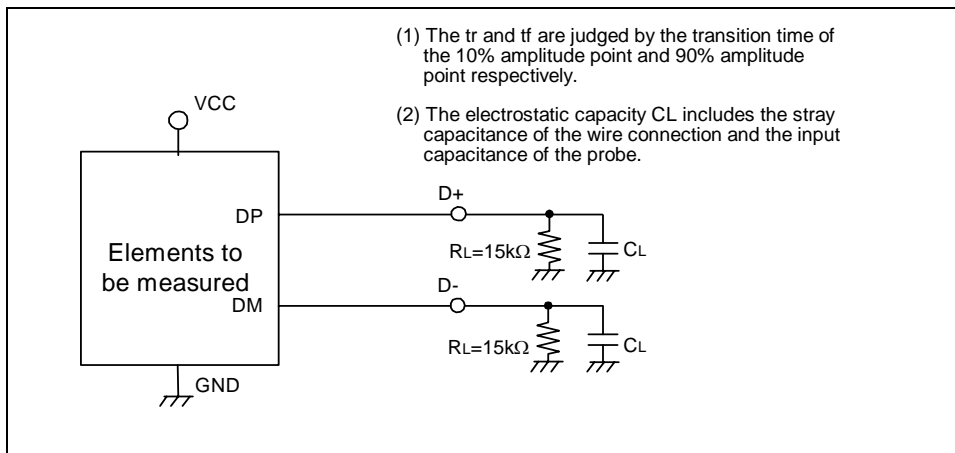 (1) The tr and tf are judged by the transition time of
the 10% amplitude point and 90% amplitude
point respectively.
(2) The electrostatic capacity CL includes the stray
capacitance of the wire connection and the input
capacitance of the probe.
VCC
D+
DP
RL=15kΩ
CL
Elements to
be measured
D-
DM
RL=15kΩ
CL
GND